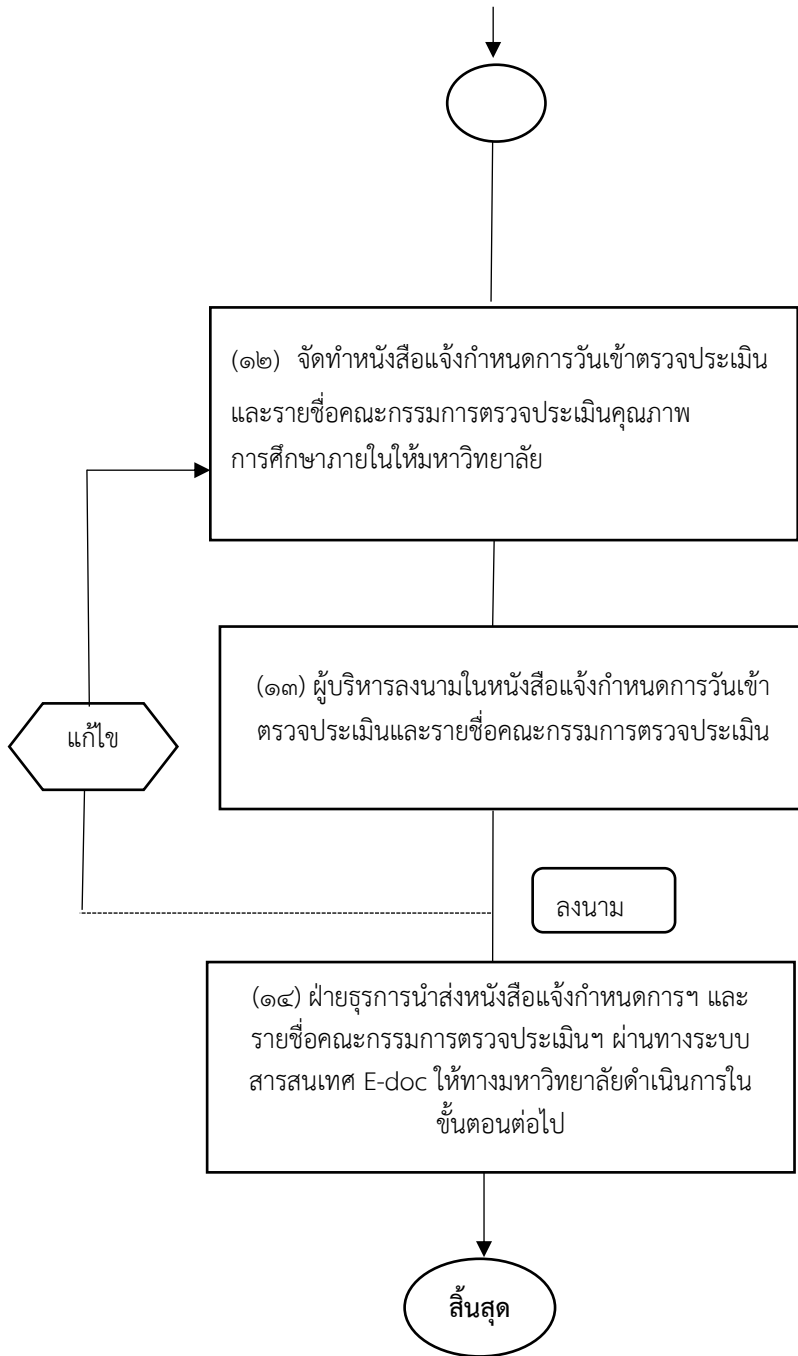 (๑๒) จัดทำหนังสือแจ้งกำหนดการวันเข้าตรวจประเมิน
และรายชื่อคณะกรรมการตรวจประเมินคุณภาพ
การศึกษาภายในให้มหาวิทยาลัย
(๑๓) ผู้บริหารลงนามในหนังสือแจ้งกำหนดการวันเข้า
ตรวจประเมินและรายชื่อคณะกรรมการตรวจประเมิน
แก้ไข
ลงนาม
(๑๔) ฝ่ายธุรการนำส่งหนังสือแจ้งกำหนดการฯ และ
รายชื่อคณะกรรมการตรวจประเมินฯ ผ่านทางระบบ
สารสนเทศ E-doc ให้ทางมหาวิทยาลัยดำเนินการใน
ขั้นตอนต่อไป
สิ้นสุด